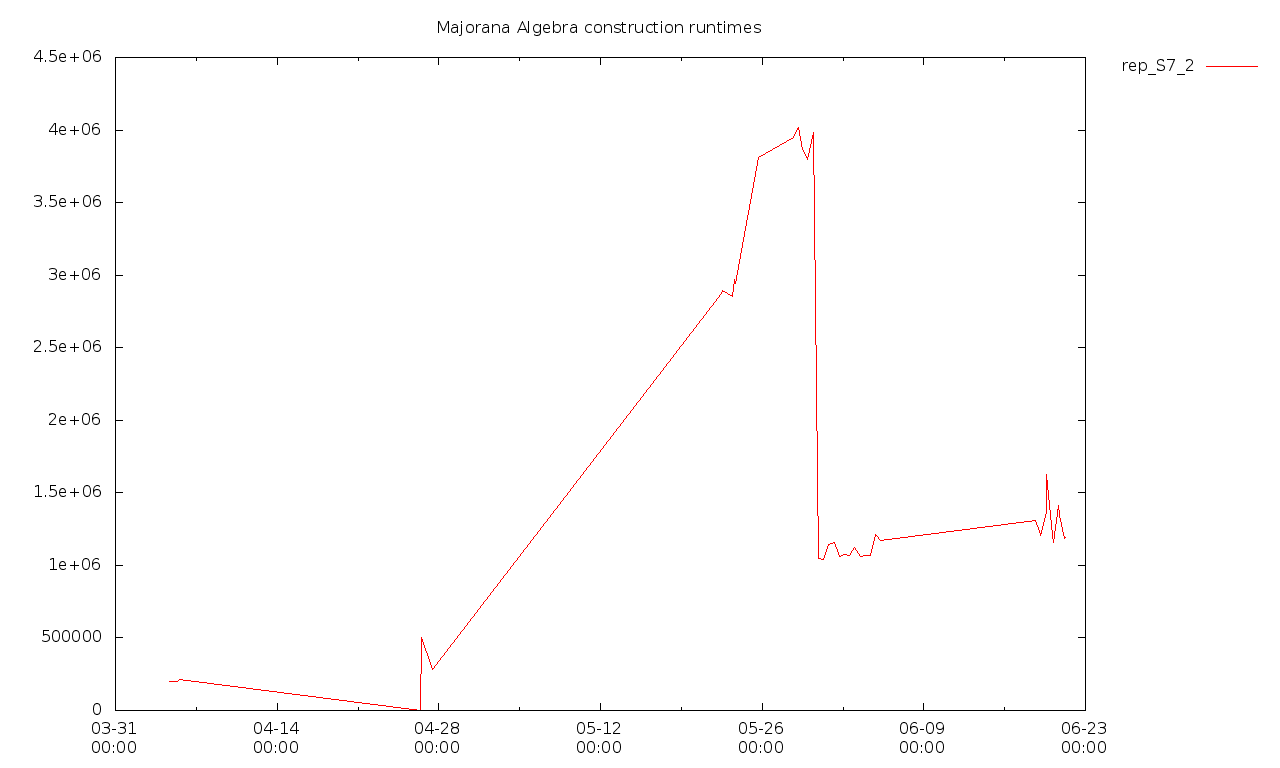 Majorana Algebra construction runtimes
rep_S7_2
4.5e+06
4e+06
3.5e+06
3e+06
2.5e+06
2e+06
1.5e+06
1e+06
500000
0
03-31 04-14 04-28 05-12 05-26 06-09 06-23
00:00 00:00 00:00 00:00 00:00 00:00 00:00